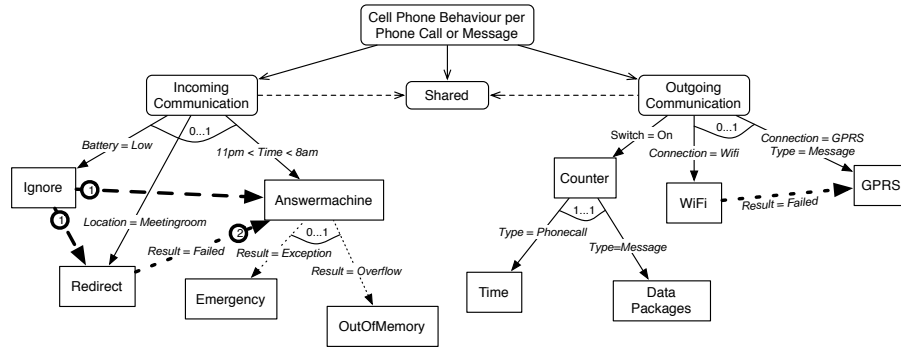 Cell Phone Behaviour per
Phone Call or Message
Incoming
Communication
Shared
Outgoing
Communication
0...1
0...1
Battery = Low
11pm < Time < 8am
Switch = On
Connection = Wifi
Connection = GPRS
Type = Message
Ignore
1
1
Answermachine
Counter
WiFi
GPRS
Result = Failed
Location = Meetingroom
2
Result = Failed
0...1
Result = Exception
Result = Overflow
1...1
Type = Phonecall
Type=Message
Redirect
Emergency
OutOfMemory
Time
Data
Packages